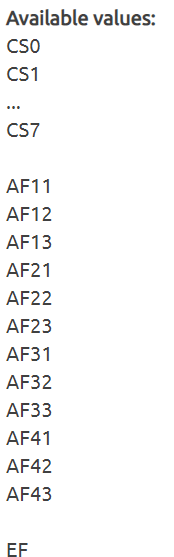 Available values:
CS0
CS1
...
CS7
AF11
AF12
AF13
AF21
AF22
AF23
AF31
AF32
AF33
AF41
AF42
AF43
EF